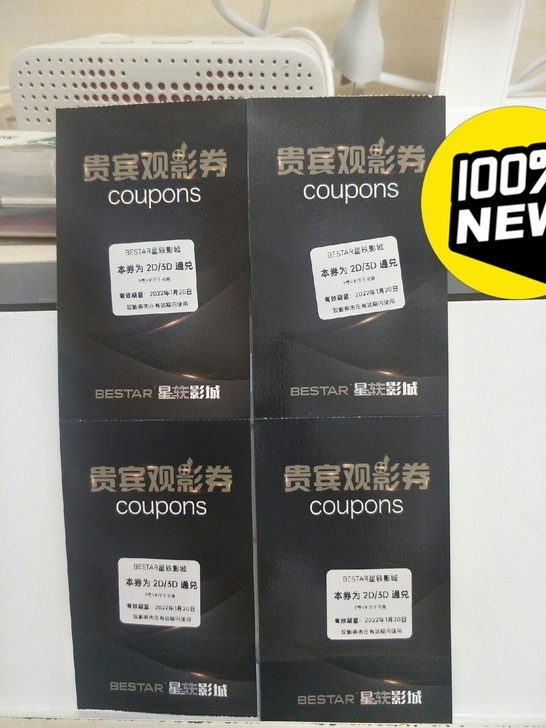 贵宾观影券
coupons
BESTAR星轶影城
本券为 2D/3D 通兑
有效期至：2022年1月20日
BESTAR 星轶影城
贵宾观影券
coupons
BESTAR星轶影城
本券为 2D/3D 通兑
有效期至：2022年1月20日
BESTAR 星轶影城
100%
NEW
贵宾观影券
coupons
BESTAR星轶影城
本券为 2D/3D 通兑
有效期至：2022年1月20日
BESTAR 星轶影城
贵宾观影券
coupons
BESTAR星轶影城
本券为 2D/3D 通兑
有效期至：2022年1月20日
BESTAR 星轶影城